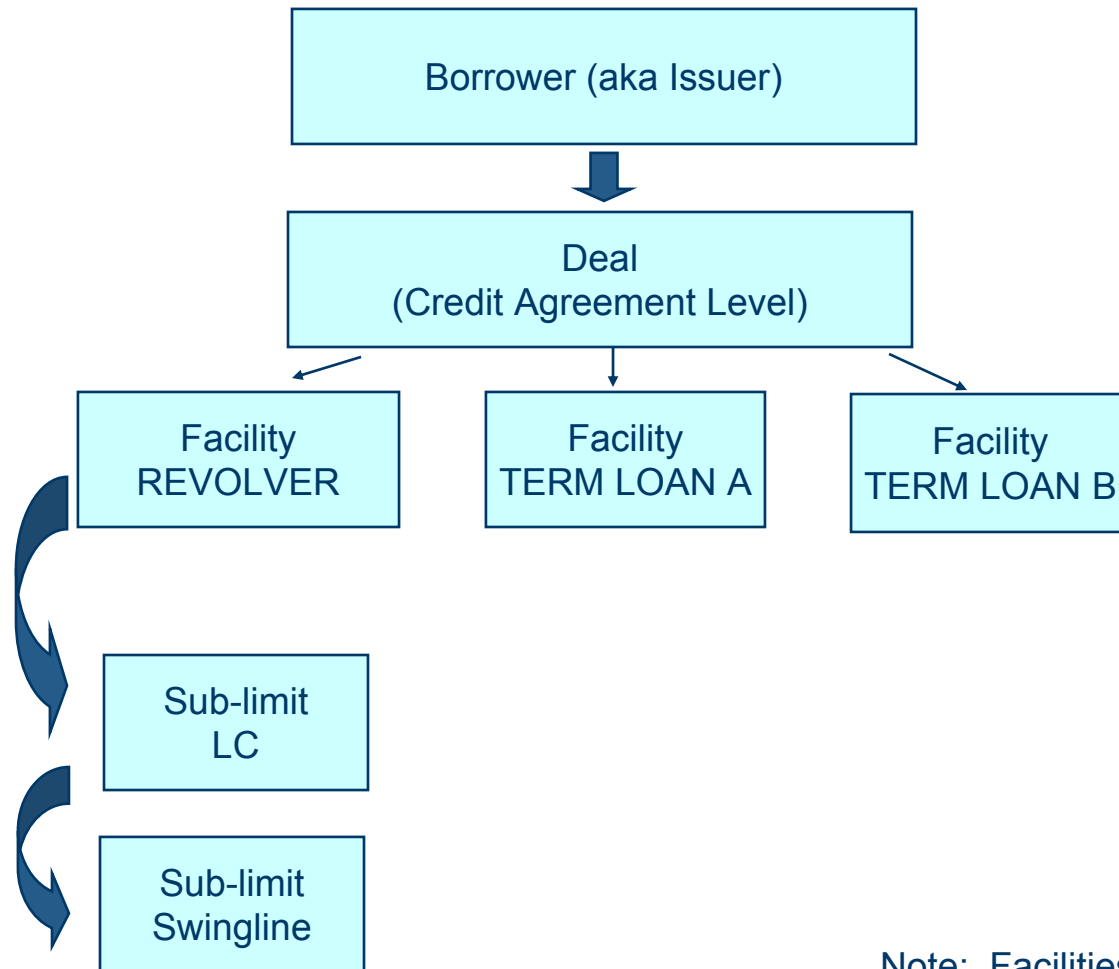 Borrower (aka Issuer)
Deal
(Credit Agreement Level)
Facility
REVOLVER
Facility
TERM LOAN A
Facility
TERM LOAN B
Sub-limit
LC
Sub-limit
Swingline
Note: Facilities